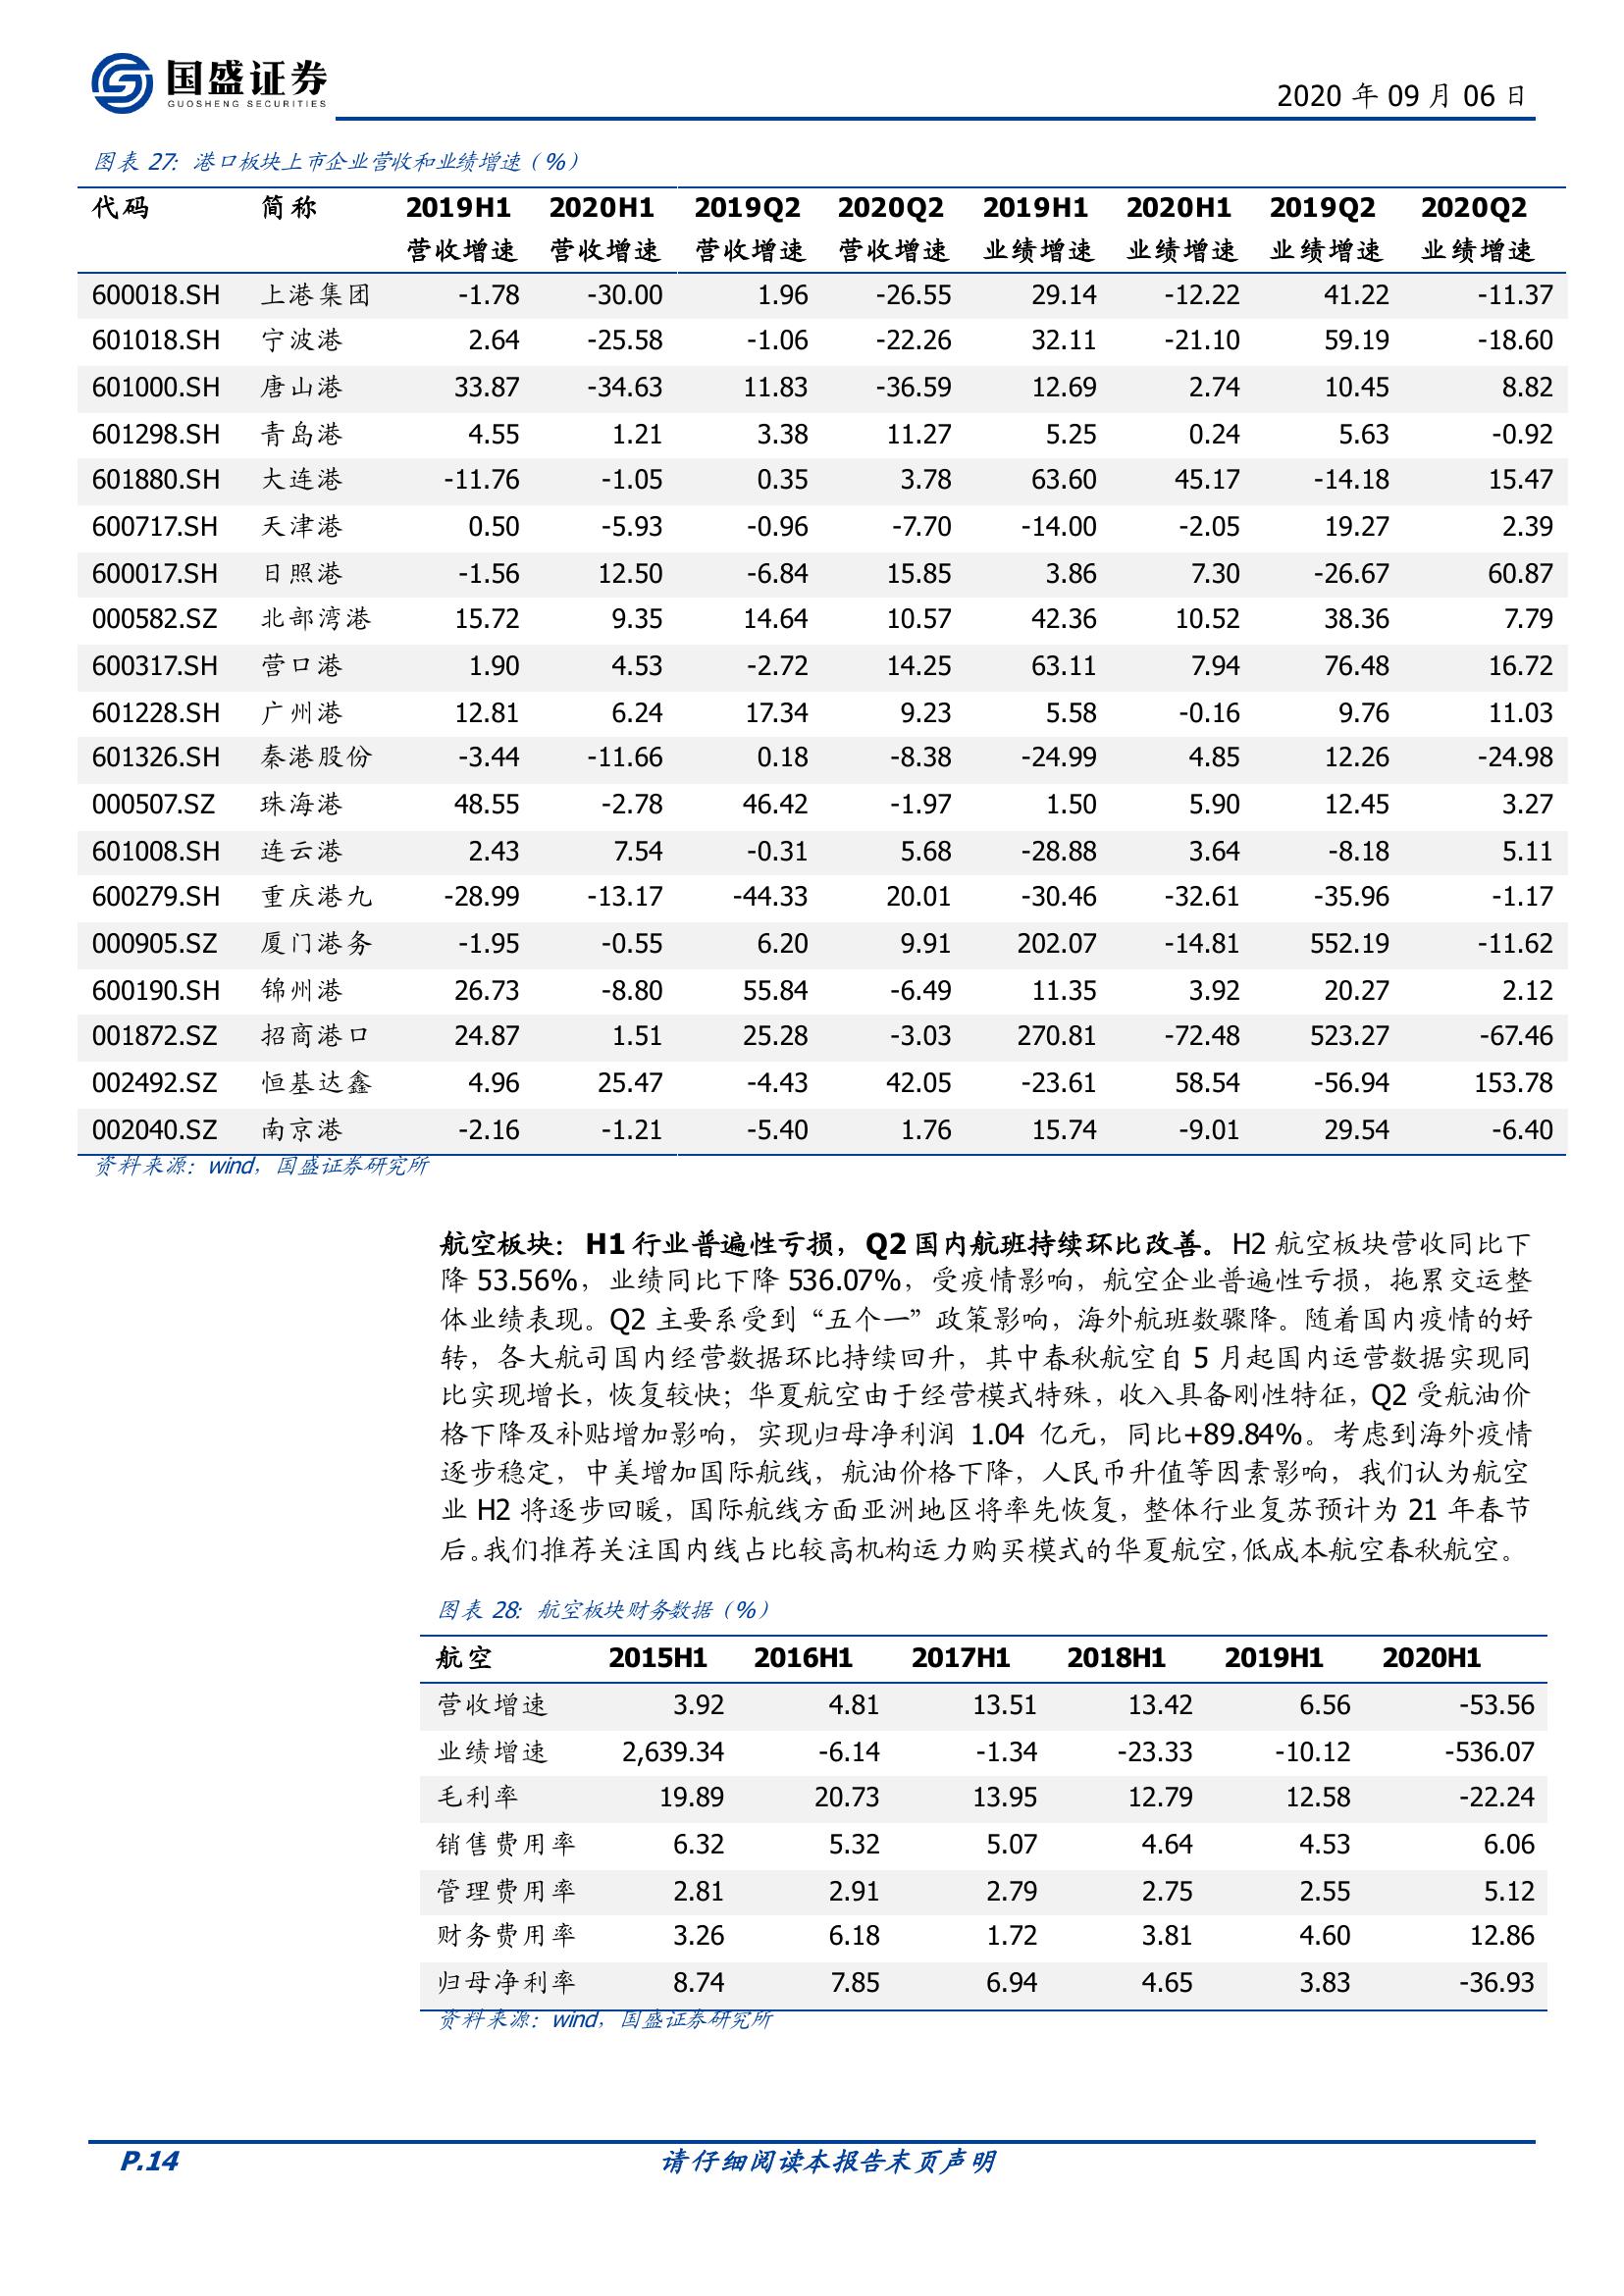 国盛证券
GUOSHENG SECURITIES
2020 年 09 月 06 日
图表 27：港口板块上市企业营收和业绩增速（%）
代码 简称 2019H1 2020H1 2019Q2 2020Q2 2019H1 2020H1 2019Q2 2020Q2
营收增速 营收增速 营收增速 营收增速 业绩增速 业绩增速 业绩增速 业绩增速
600018.SH 上港集团 -1.78 -30.00 1.96 -26.55 29.14 -12.22 41.22 -11.37
601018.SH 宁波港 2.64 -25.58 -1.06 -22.26 32.11 -21.10 59.19 -18.60
601000.SH 唐山港 33.87 -34.63 11.83 -36.59 12.69 2.74 10.45 8.82
601298.SH 青岛港 4.55 1.21 3.38 11.27 5.25 0.24 5.63 -0.92
601880.SH 大连港 -11.76 -1.05 0.35 3.78 63.60 45.17 -14.18 15.47
600717.SH 天津港 0.50 -5.93 -0.96 -7.70 -14.00 -2.05 19.27 2.39
600017.SH 日照港 -1.56 12.50 -6.84 15.85 3.86 7.30 -26.67 60.87
000582.SZ 北部湾港 15.72 9.35 14.64 10.57 42.36 10.52 38.36 7.79
600317.SH 营口港 1.90 4.53 -2.72 14.25 63.11 7.94 76.48 16.72
601228.SH 广州港 12.81 6.24 17.34 9.23 5.58 -0.16 9.76 11.03
601326.SH 秦港股份 -3.44 -11.66 0.18 -8.38 -24.99 4.85 12.26 -24.98
000507.SZ 珠海港 48.55 -2.78 46.42 -1.97 1.50 5.90 12.45 3.27
601008.SH 连云港 2.43 7.54 -0.31 5.68 -28.88 3.64 -8.18 5.11
600279.SH 重庆港九 -28.99 -13.17 -44.33 20.01 -30.46 -32.61 -35.96 -1.17
000905.SZ 厦门港务 -1.95 -0.55 6.20 9.91 202.07 -14.81 552.19 -11.62
600190.SH 锦州港 26.73 -8.80 55.84 -6.49 11.35 3.92 20.27 2.12
001872.SZ 招商港口 24.87 1.51 25.28 -3.03 270.81 -72.48 523.27 -67.46
002492.SZ 恒基达鑫 4.96 25.47 -4.43 42.05 -23.61 58.54 -56.94 153.78
002040.SZ 南京港 -2.16 -1.21 -5.40 1.76 15.74 -9.01 29.54 -6.40
资料来源：wind，国盛证券研究所
航空板块：H1 行业普遍性亏损，Q2 国内航班持续环比改善。H2 航空板块营收同比下
降 53.56%，业绩同比下降 536.07%，受疫情影响，航空企业普遍性亏损，拖累交运整
体业绩表现。Q2 主要系受到“五个一”政策影响，海外航班数骤降。随着国内疫情的好
转，各大航司国内经营数据环比持续回升，其中春秋航空自 5 月起国内运营数据实现同
比实现增长，恢复较快；华夏航空由于经营模式特殊，收入具备刚性特征，Q2 受航油价
格下降及补贴增加影响，实现归母净利润 1.04 亿元，同比+89.84%。考虑到海外疫情
逐步稳定，中美增加国际航线，航油价格下降，人民币升值等因素影响，我们认为航空
业 H2 将逐步回暖，国际航线方面亚洲地区将率先恢复，整体行业复苏预计为 21 年春节
后。我们推荐关注国内线占比较高机构运力购买模式的华夏航空，低成本航空春秋航空。
图表 28：航空板块财务数据（%）
航空 2015H1 2016H1 2017H1 2018H1 2019H1 2020H1
营收增速 3.92 4.81 13.51 13.42 6.56 -53.56
业绩增速 2,639.34 -6.14 -1.34 -23.33 -10.12 -536.07
毛利率 19.89 20.73 13.95 12.79 12.58 -22.24
销售费用率 6.32 5.32 5.07 4.64 4.53 6.06
管理费用率 2.81 2.91 2.79 2.75 2.55 5.12
财务费用率 3.26 6.18 1.72 3.81 4.60 12.86
归母净利率 8.74 7.85 6.94 4.65 3.83 -36.93
资料来源：wind，国盛证券研究所
P.14 请仔细阅读本报告末页声明